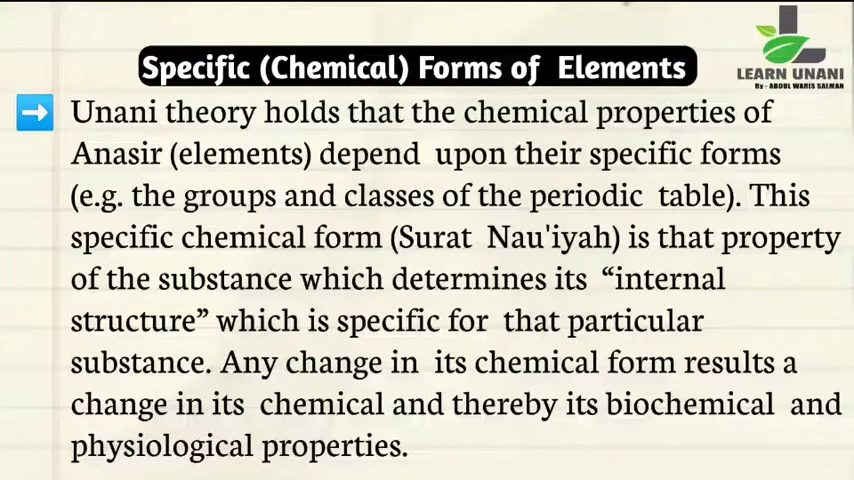 Specific (Chemical) Forms of Elements
LEARN UNANI
By - ABDUL WARIS SALMAN
Unani theory holds that the chemical properties of
Anasir (elements) depend upon their specific forms
(e.g. the groups and classes of the periodic table). This
specific chemical form (Surat Nau'iyah) is that property
of the substance which determines its “internal
structure” which is specific for that particular
substance. Any change in its chemical form results a
change in its chemical and thereby its biochemical and
physiological properties.